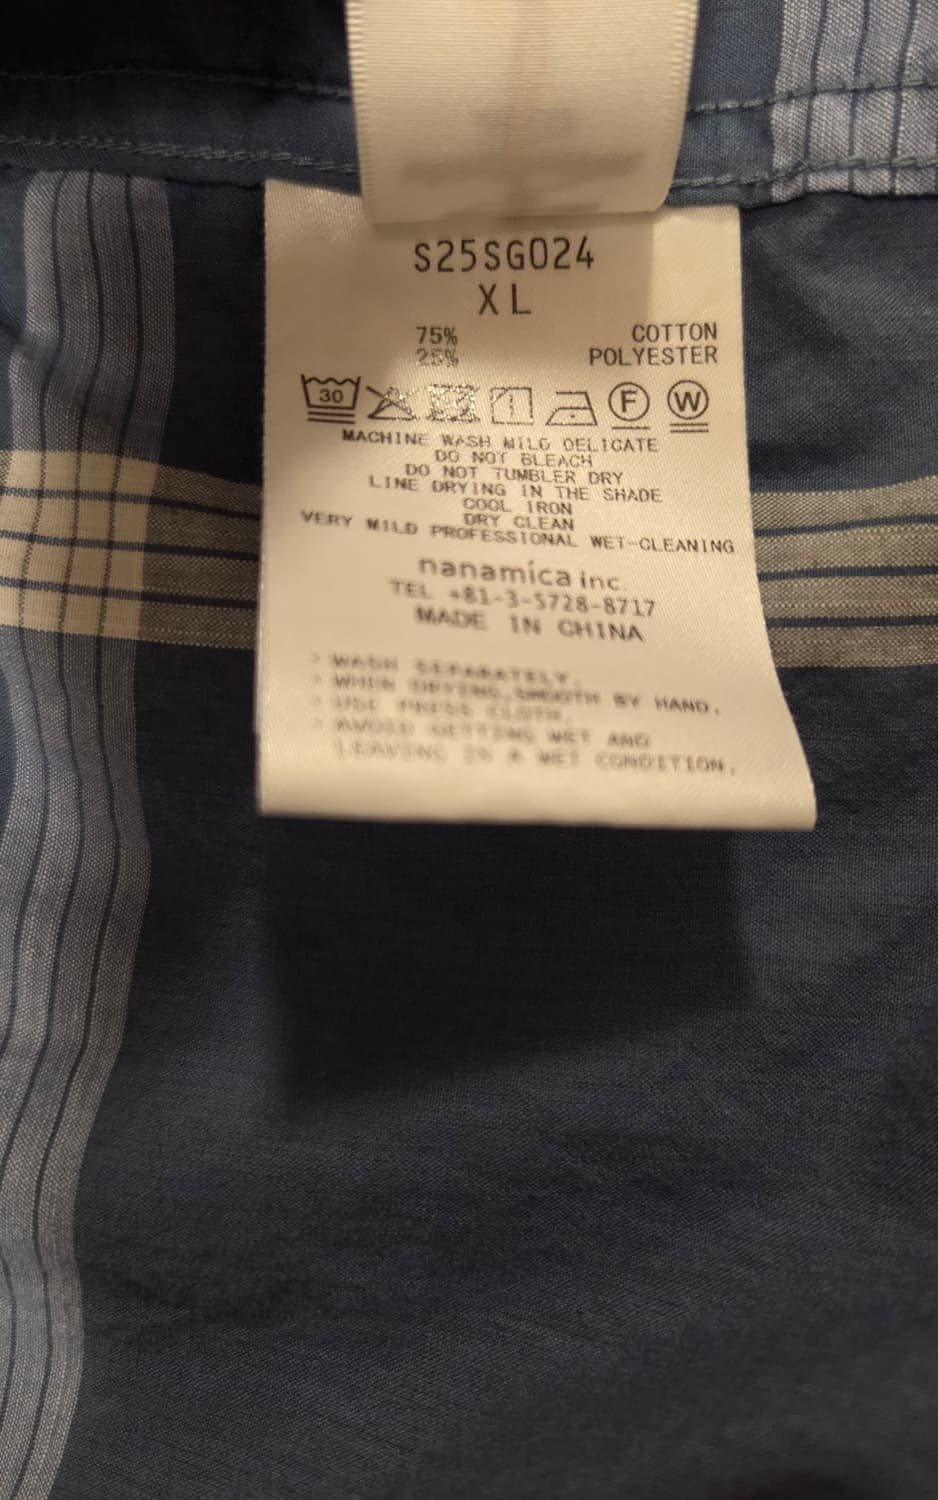 S25SG024
XL
75% COTTON
25% POLYESTER
30 F W
MACHINE WASH MILD DELICATE
DO NOT BLEACH
DO NOT TUMBLER DRY
LINE DRYING IN THE SHADE
COOL IRON
DRY CLEAN
VERY MILD PROFESSIONAL WET-CLEANING
nanamica inc.
TEL +81-3-5728-8717
MADE IN CHINA
・WASH SEPARATELY.
・WHEN DRYING,SMOOTH BY HAND.
・USE PRESS CLOTH.
・AVOID GETTING WET AND
LEAVING IN A WET CONDITION.